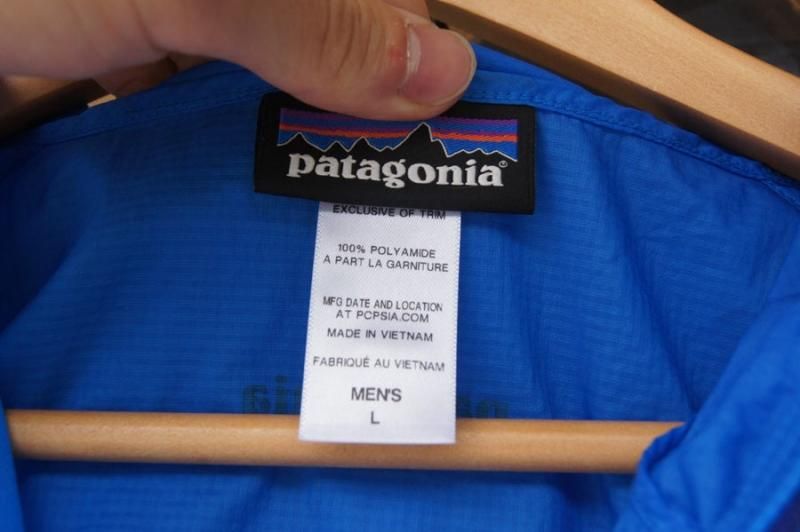 patagonia®
EXCLUSIVE OF TRIM
100% POLYAMIDE
A PART LA GARNITURE
MFG DATE AND LOCATION
AT PCPSIA.COM
MADE IN VIETNAM
FABRIQUÉ AU VIETNAM
MEN'S
L